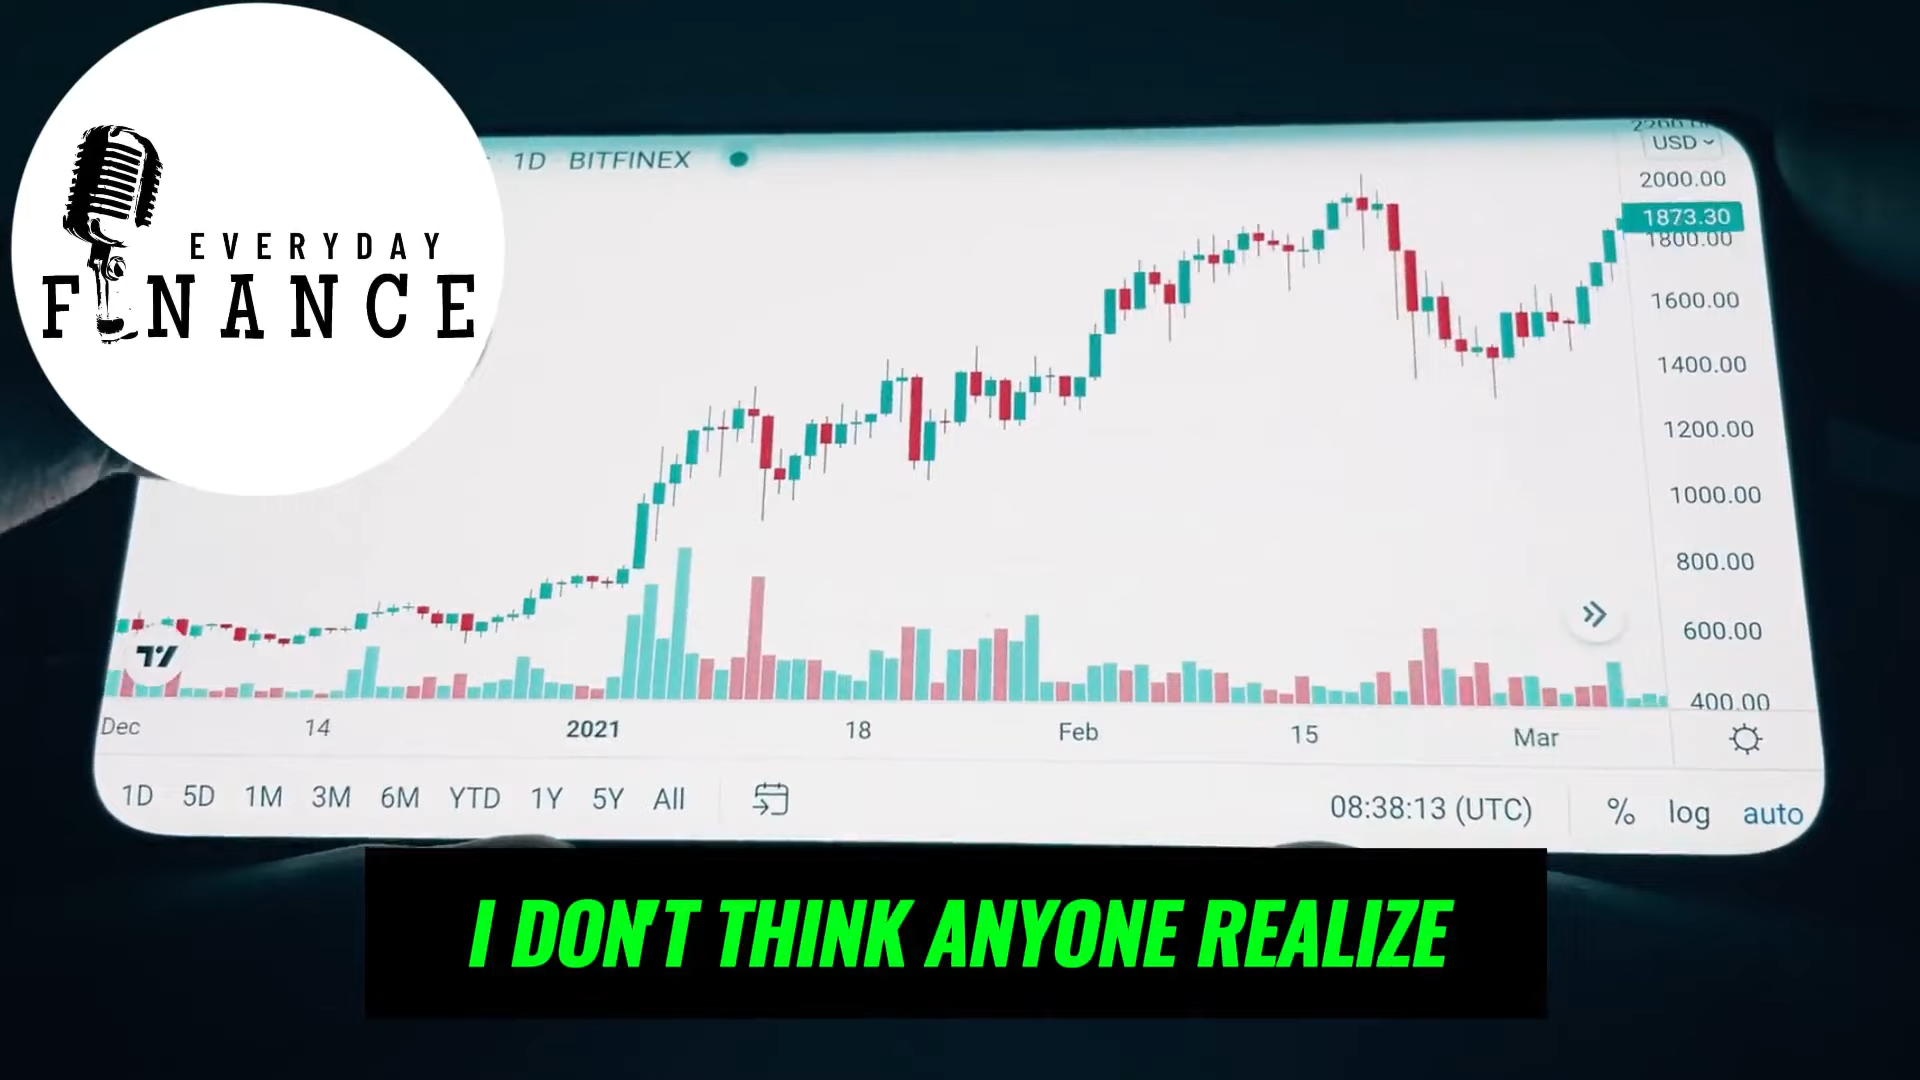 EVERYDAY
FINANCE
1D BITFINEX
USD
2000.00
1873.30
1800.00
1600.00
1400.00
1200.00
1000.00
800.00
600.00
400.00
Dec 14 2021 18 Feb 15 Mar
1D 5D 1M 3M 6M YTD 1Y 5Y All 08:38:13 (UTC) % log auto
I DON'T THINK ANYONE REALIZE